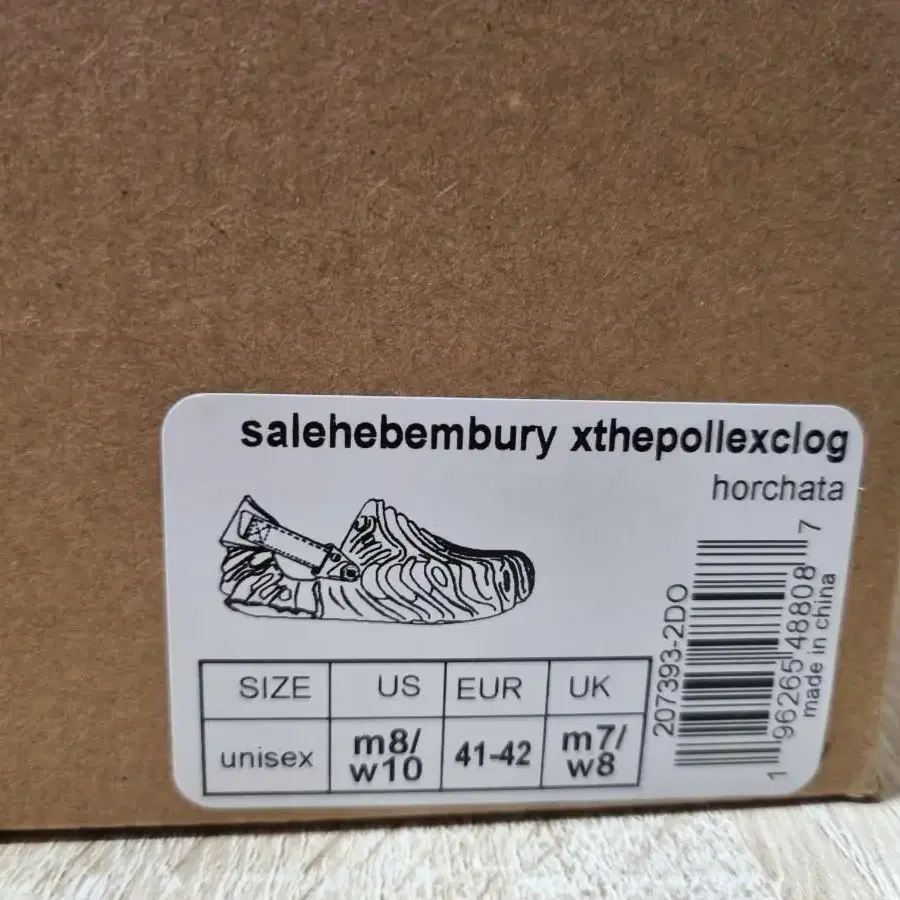 salehebembury xthepollexclog
horchata
SIZE US EUR UK
unisex m8/ w10 41-42 m7/ w8
207393-2DO
1 96265 48808 7
made in china